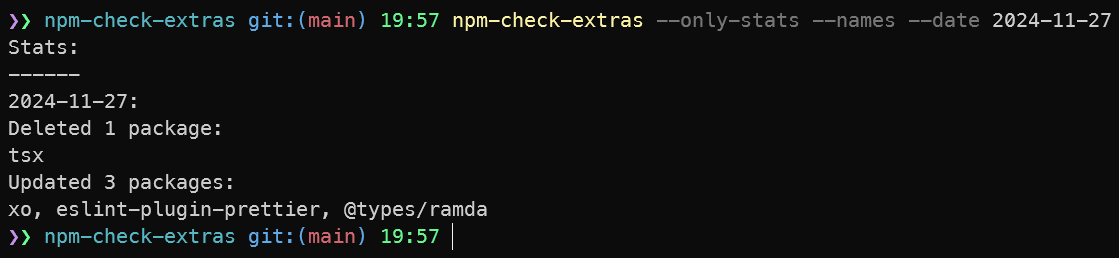 ❯❯ npm-check-extras git:(main) 19:57 npm-check-extras --only-stats --names --date 2024-11-27
Stats:
------
2024-11-27:
Deleted 1 package:
tsx
Updated 3 packages:
xo, eslint-plugin-prettier, @types/ramda
❯❯ npm-check-extras git:(main) 19:57